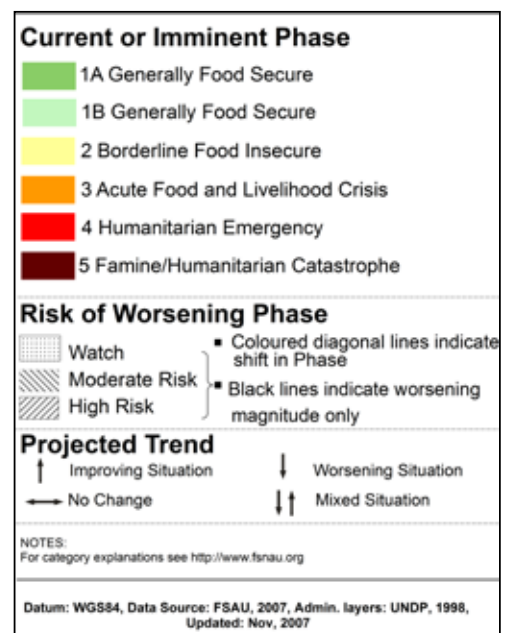 Current or Imminent Phase
1A Generally Food Secure
1B Generally Food Secure
2 Borderline Food Insecure
3 Acute Food and Livelihood Crisis
4 Humanitarian Emergency
5 Famine/Humanitarian Catastrophe
Risk of Worsening Phase
Watch
Moderate Risk
High Risk
▪ Coloured diagonal lines indicate
shift in Phase
▪ Black lines indicate worsening
magnitude only
Projected Trend
Improving Situation
Worsening Situation
No Change
Mixed Situation
NOTES:
For category explanations see http://www.fsnau.org
Datum: WGS84, Data Source: FSAU, 2007, Admin. layers: UNDP, 1998,
Updated: Nov, 2007